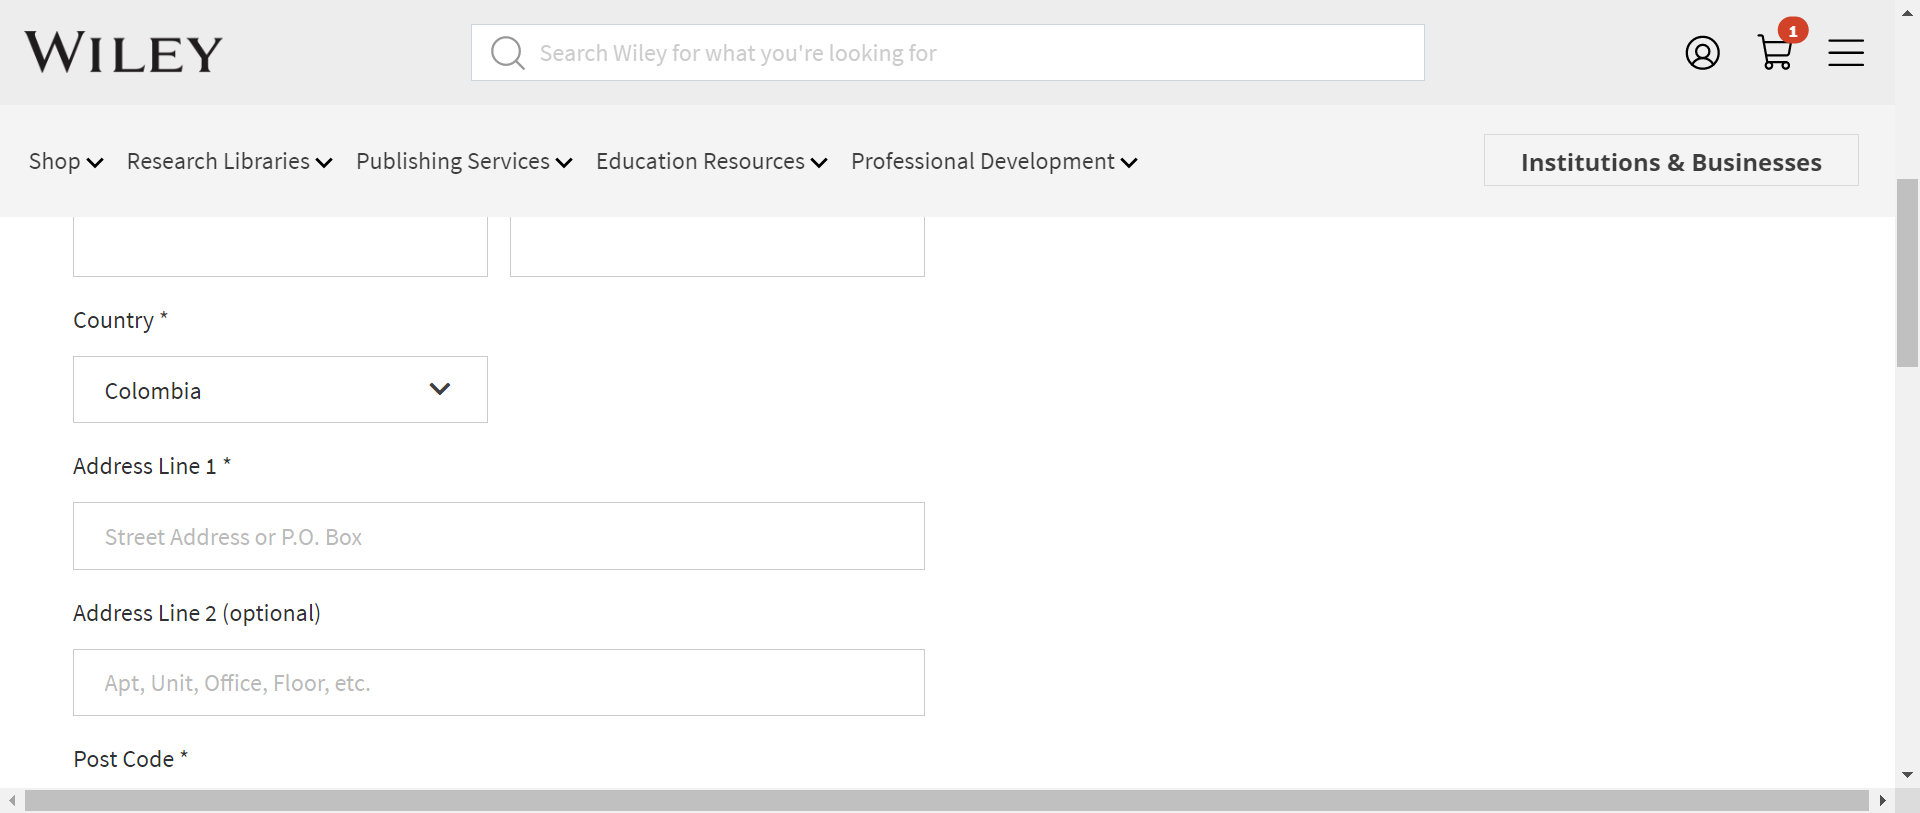 WILEY
Search Wiley for what you're looking for
1
Shop Research Libraries Publishing Services Education Resources Professional Development
Institutions & Businesses
Country *
Colombia
Address Line 1 *
Street Address or P.O. Box
Address Line 2 (optional)
Apt, Unit, Office, Floor, etc.
Post Code *